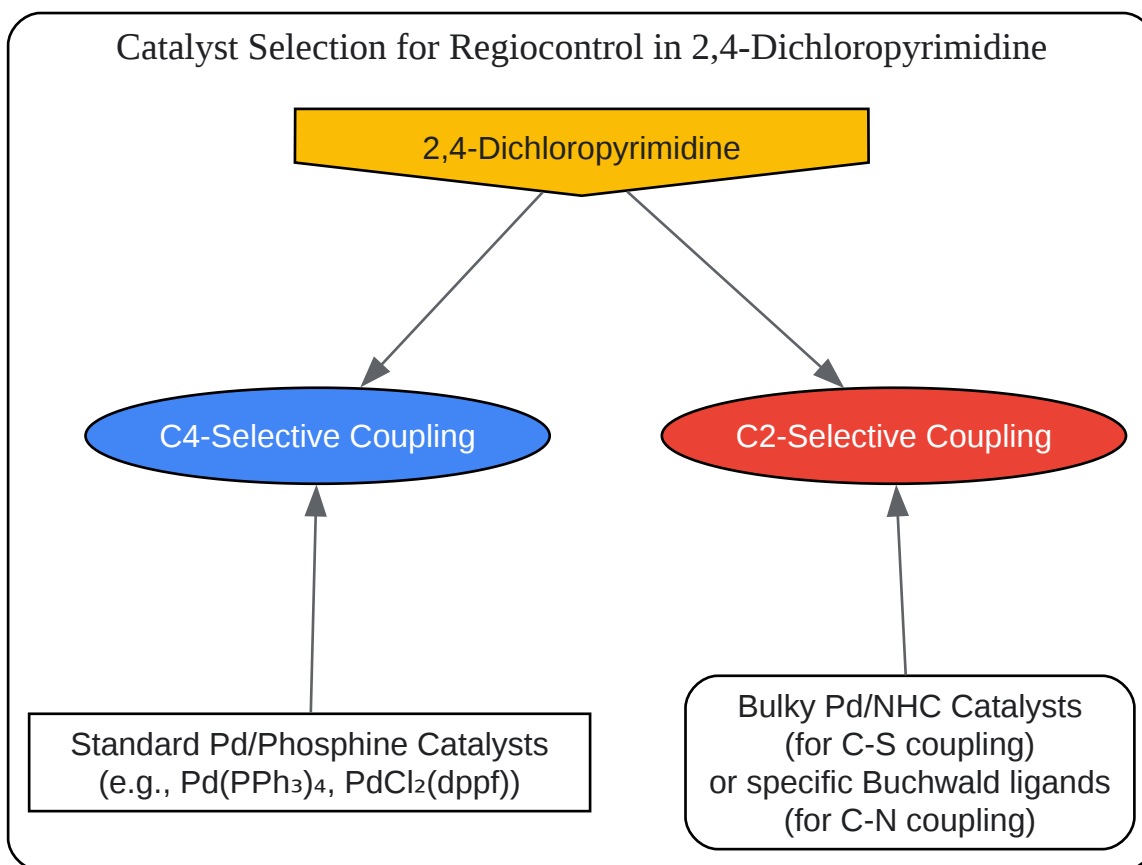 Catalyst Selection for Regiocontrol in 2,4-Dichloropyrimidine
2,4-Dichloropyrimidine
C4-Selective Coupling
C2-Selective Coupling
Standard Pd/Phosphine Catalysts
(e.g., Pd(PPh₃)₄, PdCl₂(dppf))
Bulky Pd/NHC Catalysts
(for C-S coupling)
or specific Buchwald ligands
(for C-N coupling)